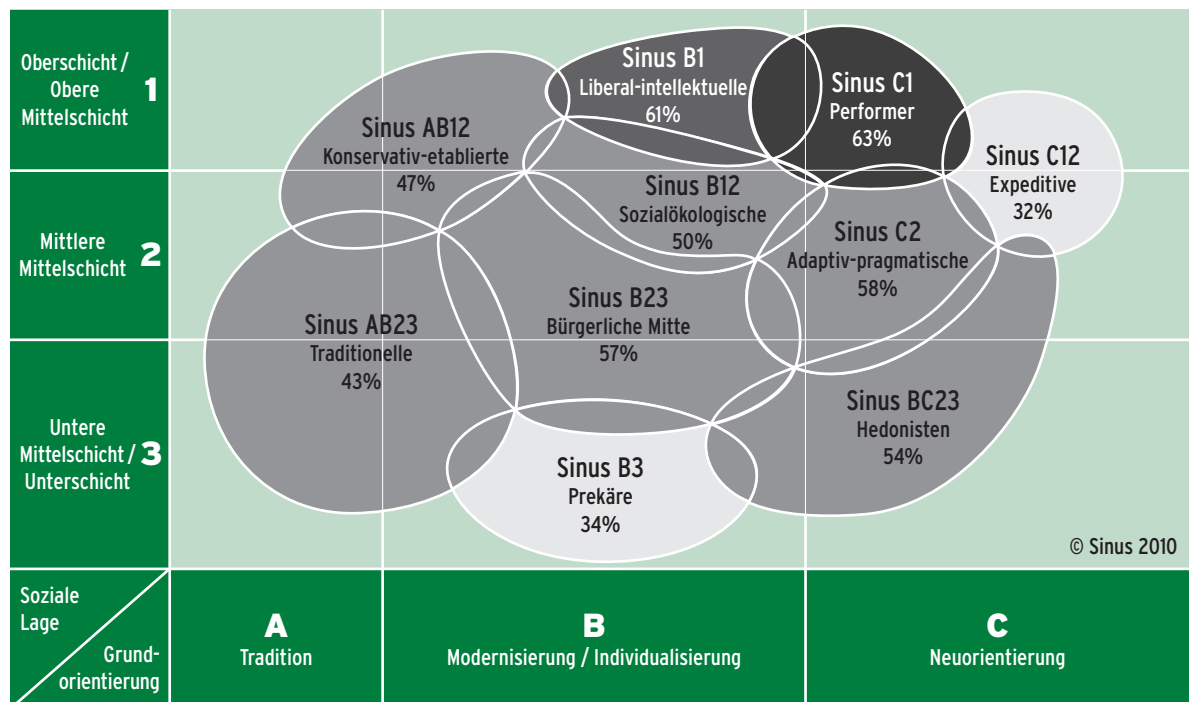 Oberschicht /
Obere
Mittelschicht
1
Mittlere
Mittelschicht
2
Untere
Mittelschicht /
Unterschicht
3
Sinus AB12
Konservativ-etablierte
47%
Sinus B1
Liberal-intellektuelle
61%
Sinus C1
Performer
63%
Sinus C12
Expeditive
32%
Sinus B12
Sozialökologische
50%
Sinus C2
Adaptiv-pragmatische
58%
Sinus AB23
Traditionelle
43%
Sinus B23
Bürgerliche Mitte
57%
Sinus BC23
Hedonisten
54%
Sinus B3
Prekäre
34%
© Sinus 2010
Soziale
Lage
Grund-
orientierung
A
Tradition
B
Modernisierung / Individualisierung
C
Neuorientierung